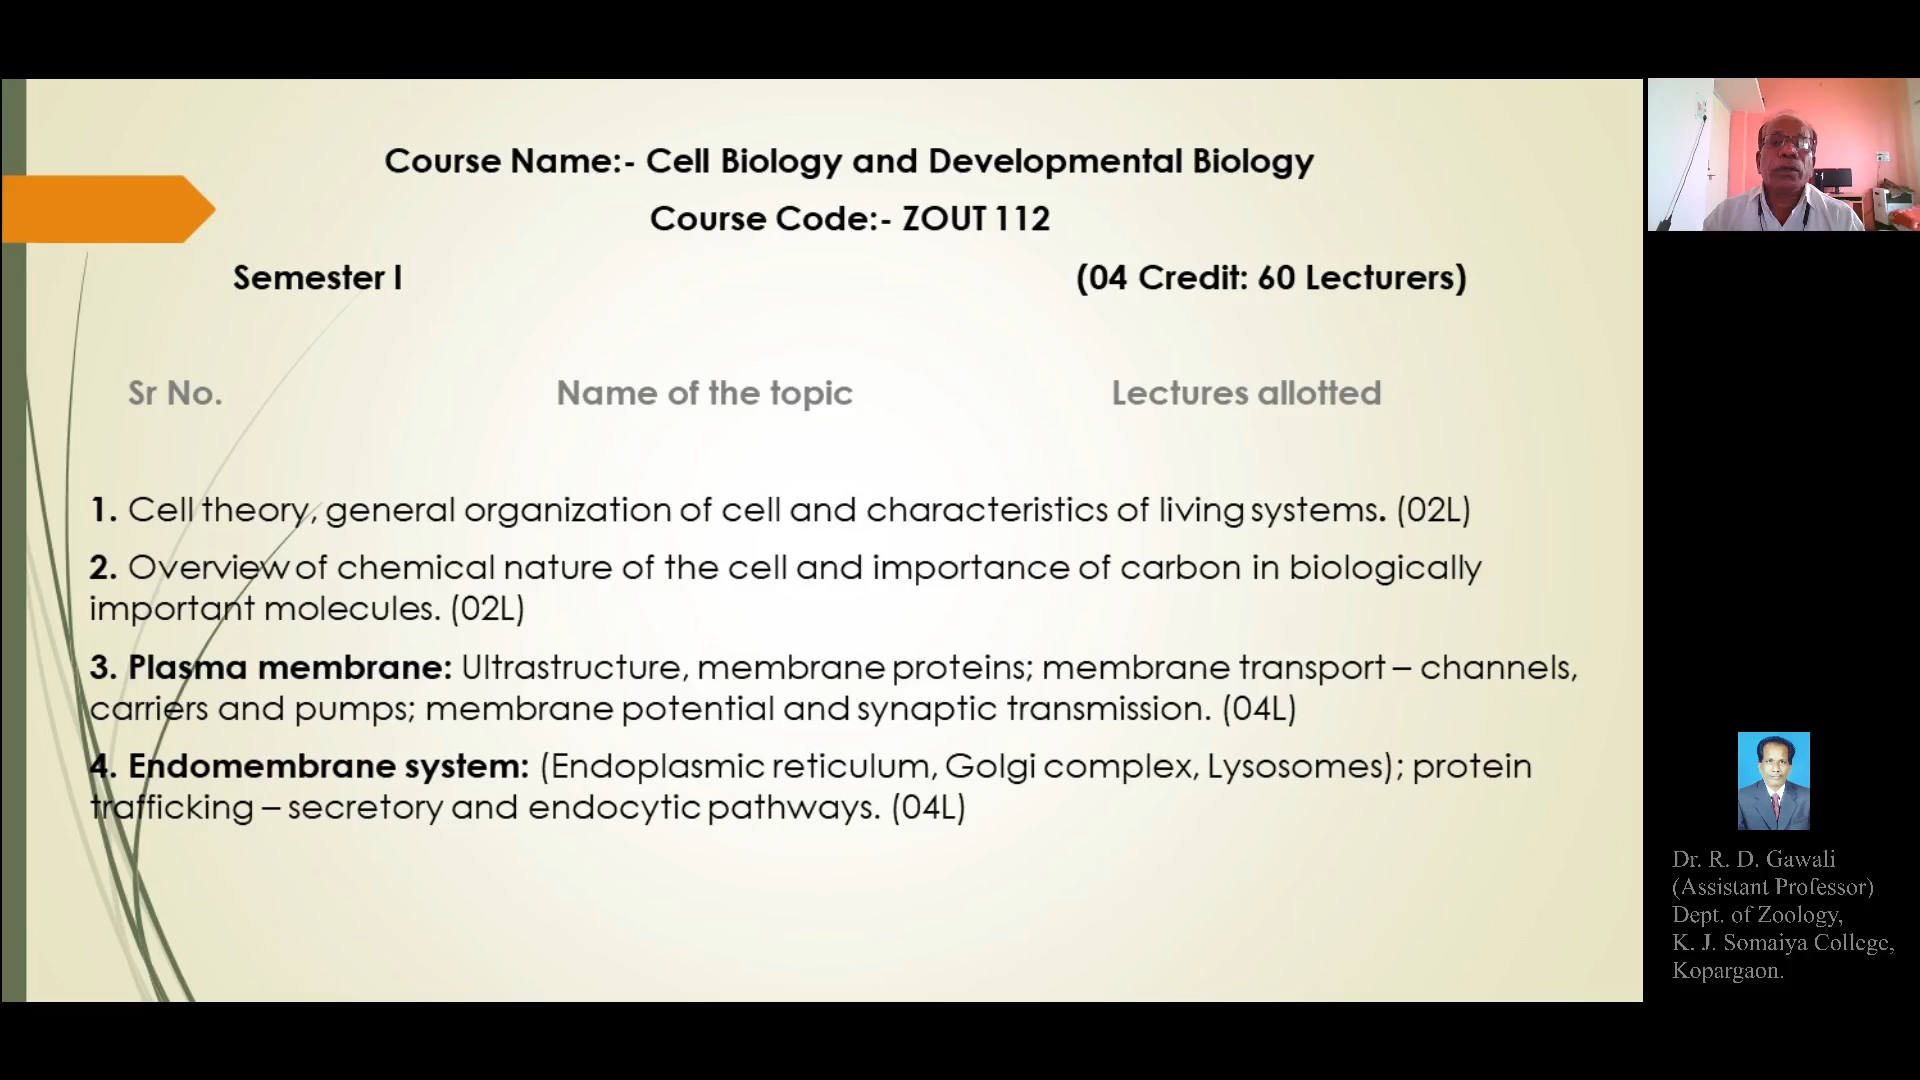 Course Name:- Cell Biology and Developmental Biology
Course Code:- ZOUT 112
Semester I (04 Credit: 60 Lecturers)
Sr No. Name of the topic Lectures allotted
1. Cell theory, general organization of cell and characteristics of living systems. (02L)
2. Overview of chemical nature of the cell and importance of carbon in biologically
important molecules. (02L)
3. Plasma membrane: Ultrastructure, membrane proteins; membrane transport – channels,
carriers and pumps; membrane potential and synaptic transmission. (04L)
4. Endomembrane system: (Endoplasmic reticulum, Golgi complex, Lysosomes); protein
trafficking – secretory and endocytic pathways. (04L)
Dr. R. D. Gawali
(Assistant Professor)
Dept. of Zoology,
K. J. Somaiya College,
Kopargaon.